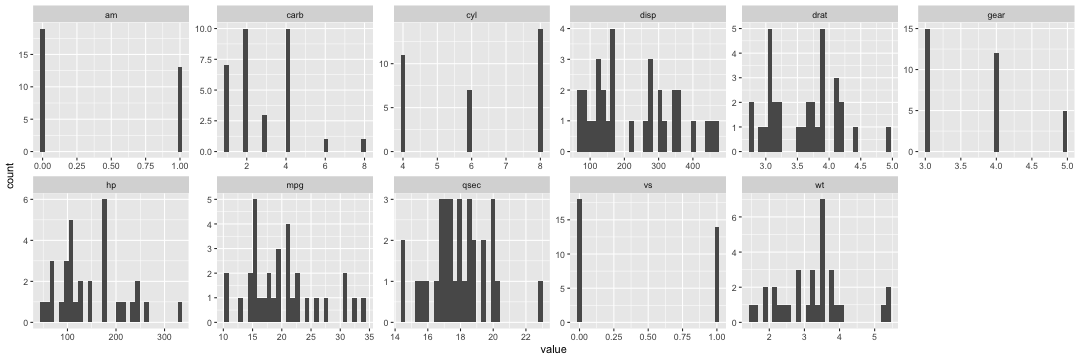 am carb cyl disp drat gear
15 10 5 0
10.0 7.5 5.0 2.5 0.0
10 5 0
4 3 2 1 0
5 4 3 2 1 0
15 10 5 0
0.00 0.25 0.50 0.75 1.00
2 4 6 8
4 5 6 7 8
100 200 300 400
3.0 3.5 4.0 4.5 5.0
3.0 3.5 4.0 4.5 5.0
count
hp mpg qsec vs wt
6 4 2 0
5 4 3 2 1 0
3 2 1 0
15 10 5 0
6 4 2 0
100 200 300
10 15 20 25 30 35
14 16 18 20 22
0.00 0.25 0.50 0.75 1.00
2 3 4 5
value